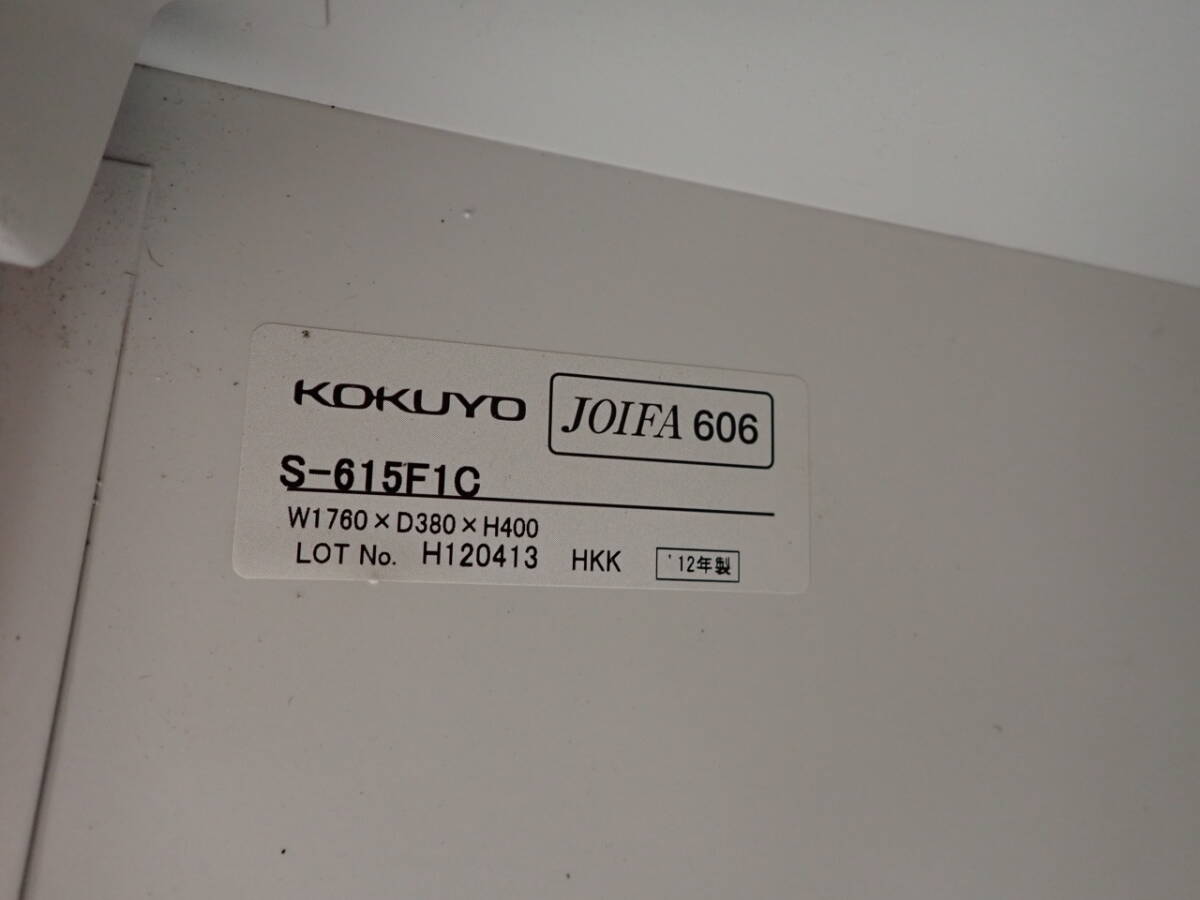 KOKUYO JOIFA 606
S-615F1C
W1760×D380×H400
LOT No. H120413 HKK '12年製